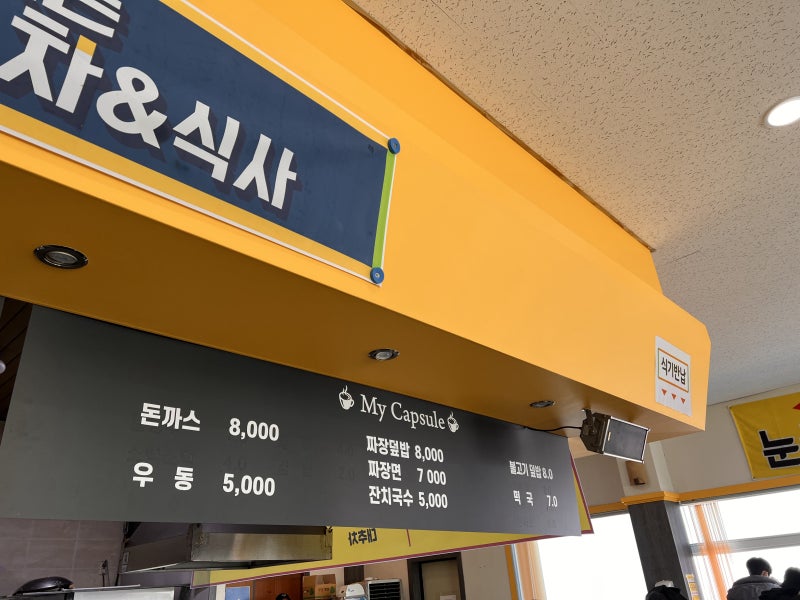 차&식사
식기반납
My Capsule
돈까스 8,000
우 동 5,000
짜장덮밥 8,000
짜장면 7 000
잔치국수 5,000
불고기 덮밥 8.0
떡 국 7.0
눈